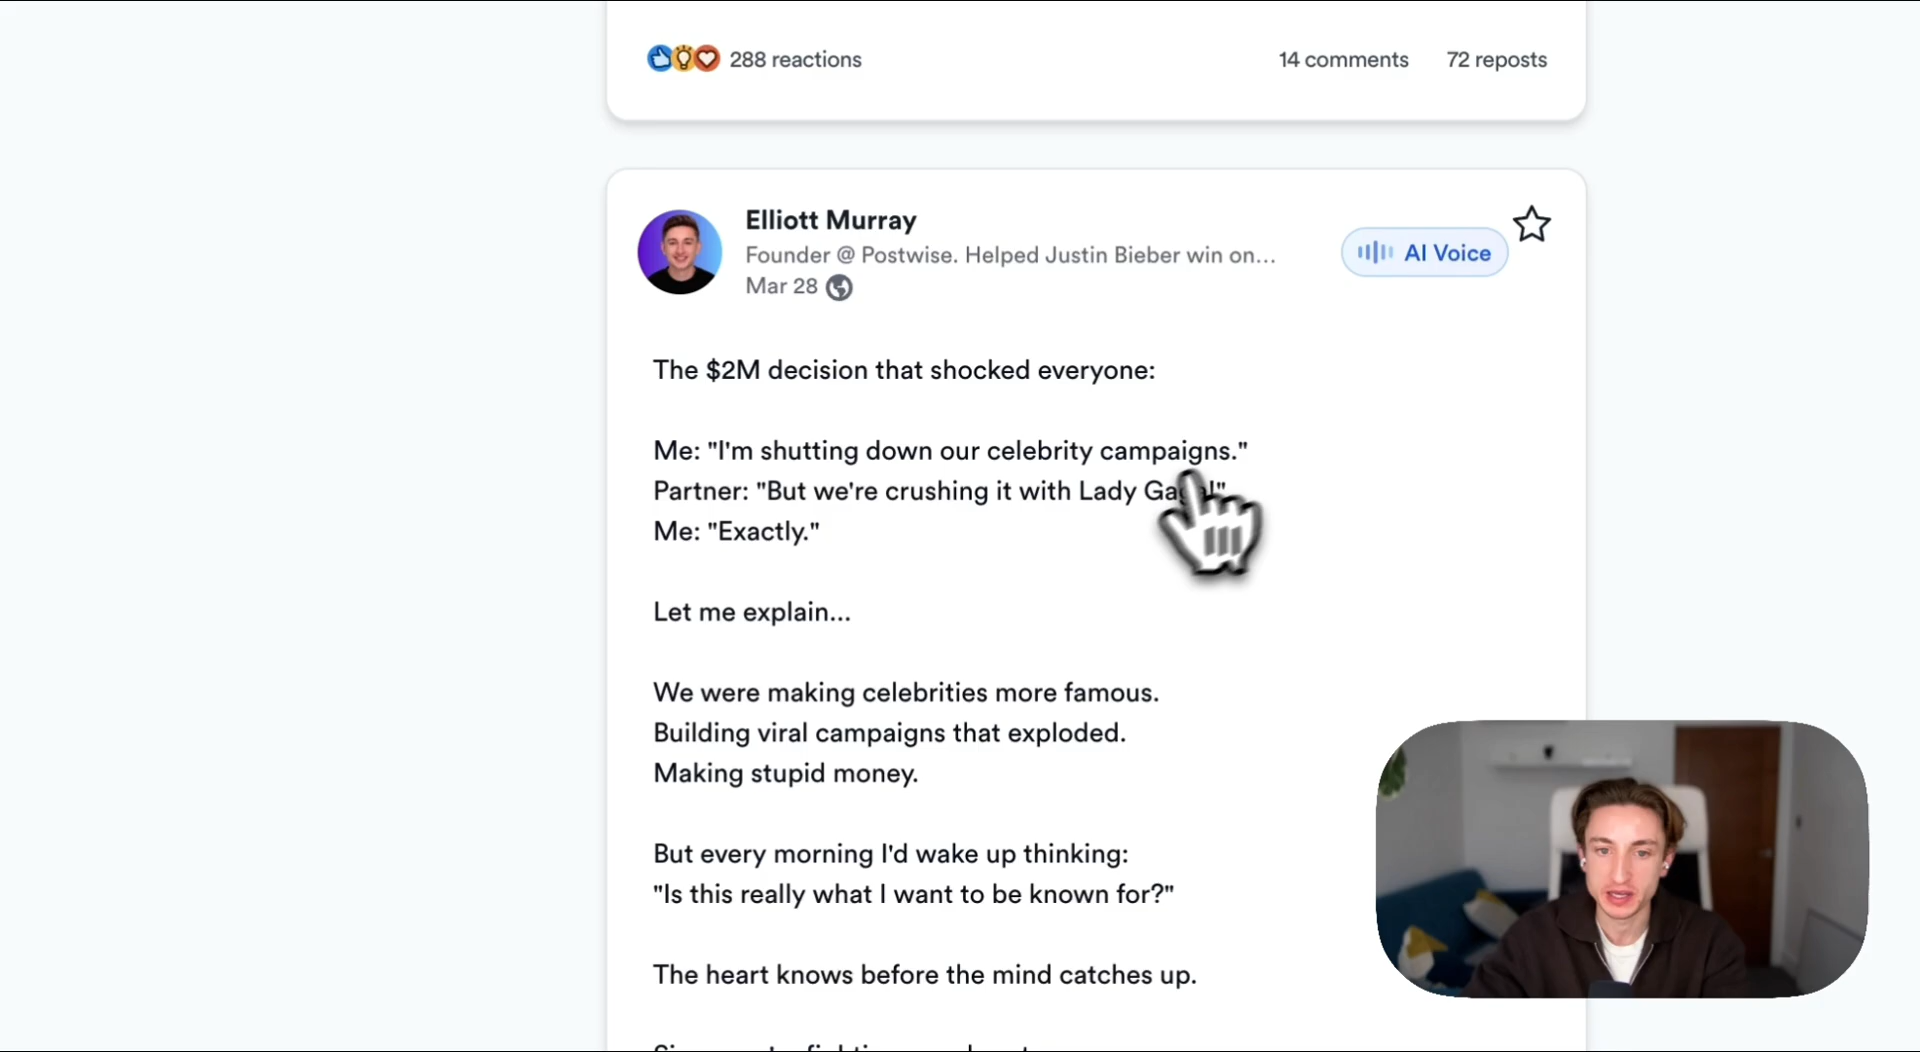 288 reactions
14 comments
72 reposts
Elliott Murray
Founder @ Postwise. Helped Justin Bieber win on...
AI Voice
Mar 28
The $2M decision that shocked everyone:
Me: "I'm shutting down our celebrity campaigns."
Partner: "But we're crushing it with Lady
Me: "Exactly."
Let me explain...
We were making celebrities more famous.
Building viral campaigns that exploded.
Making stupid money.
But every morning I'd wake up thinking:
"Is this really what I want to be known for?"
The heart knows before the mind catches up.